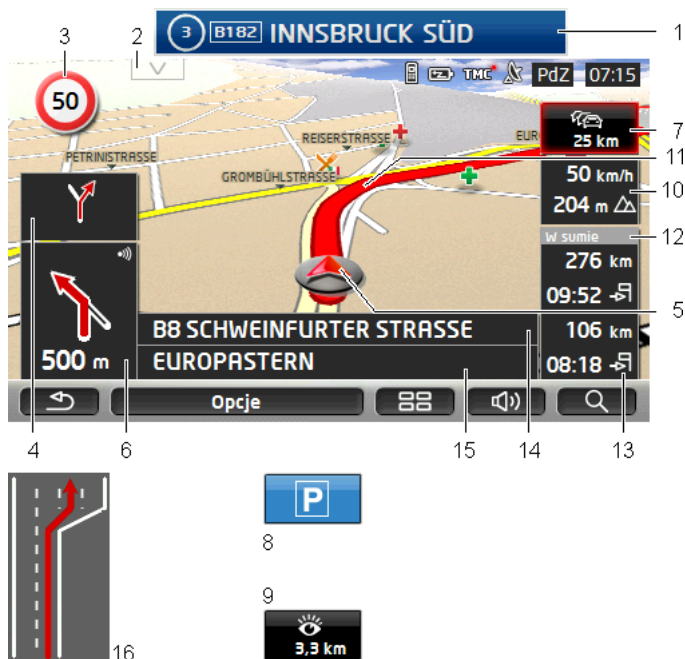 3 B182 INNSBRUCK SÜD
1
3
2
50
TMC PdZ 07:15
REISERSTRASSE
EUR
25 km
7
PETRINISTRASSE
11
GROMBÜHLSTRASSE
50 km/h
10
204 m
W sumie
12
276 km
09:52
5
B8 SCHWEINFURTER STRASSE
106 km
500 m
EUROPASTERN
08:18
Opcje
4
6
15
14
13
P
8
9
16
3,3 km